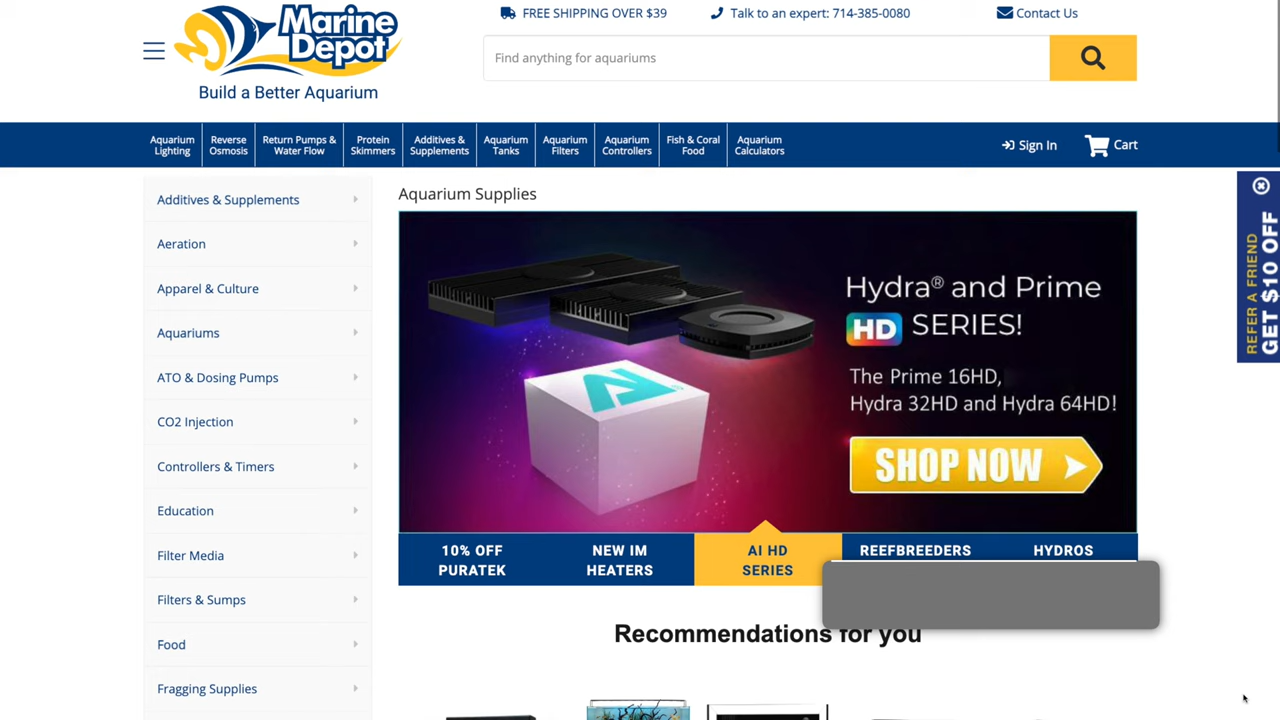 Marine
Depot
Build a Better Aquarium
FREE SHIPPING OVER $39
Talk to an expert: 714-385-0080
Contact Us
Find anything for aquariums
Aquarium
Lighting
Reverse
Osmosis
Return Pumps &
Water Flow
Protein
Skimmers
Additives &
Supplements
Aquarium
Tanks
Aquarium
Filters
Aquarium
Controllers
Fish & Coral
Food
Aquarium
Calculators
Sign In
Cart
Additives & Supplements
Aeration
Apparel & Culture
Aquariums
ATO & Dosing Pumps
CO2 Injection
Controllers & Timers
Education
Filter Media
Filters & Sumps
Food
Fragging Supplies
Aquarium Supplies
Hydra® and Prime
HD SERIES!
The Prime 16HD,
Hydra 32HD and Hydra 64HD!
SHOP NOW
AI
10% OFF
PURATEK
NEW IM
HEATERS
AI HD
SERIES
REEFBREEDERS
HYDROS
Recommendations for you
REFER A FRIEND
GET $10 OFF